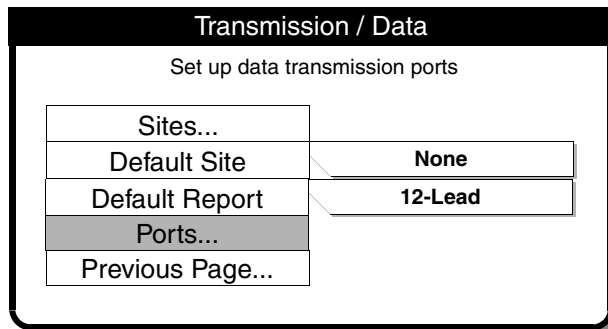 Transmission / Data
Set up data transmission ports
Sites...
Default Site None
Default Report 12-Lead
Ports...
Previous Page...